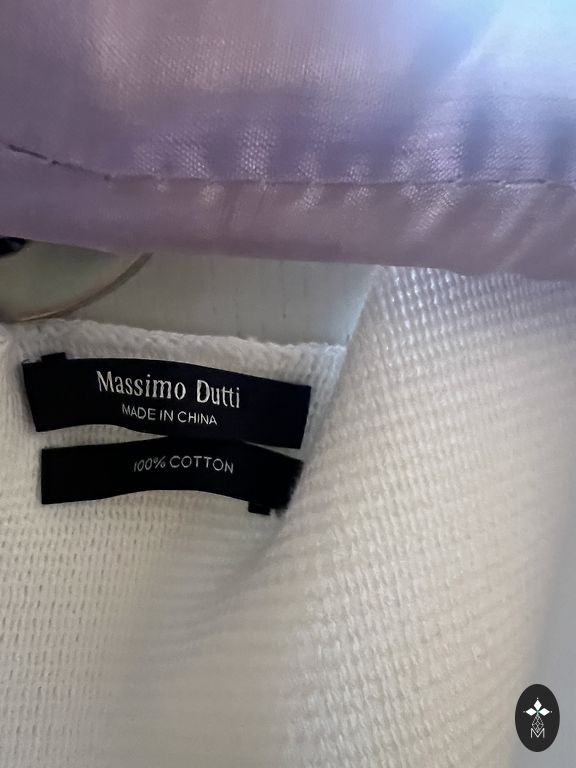 Massimo Dutti
MADE IN CHINA
100% COTTON
M